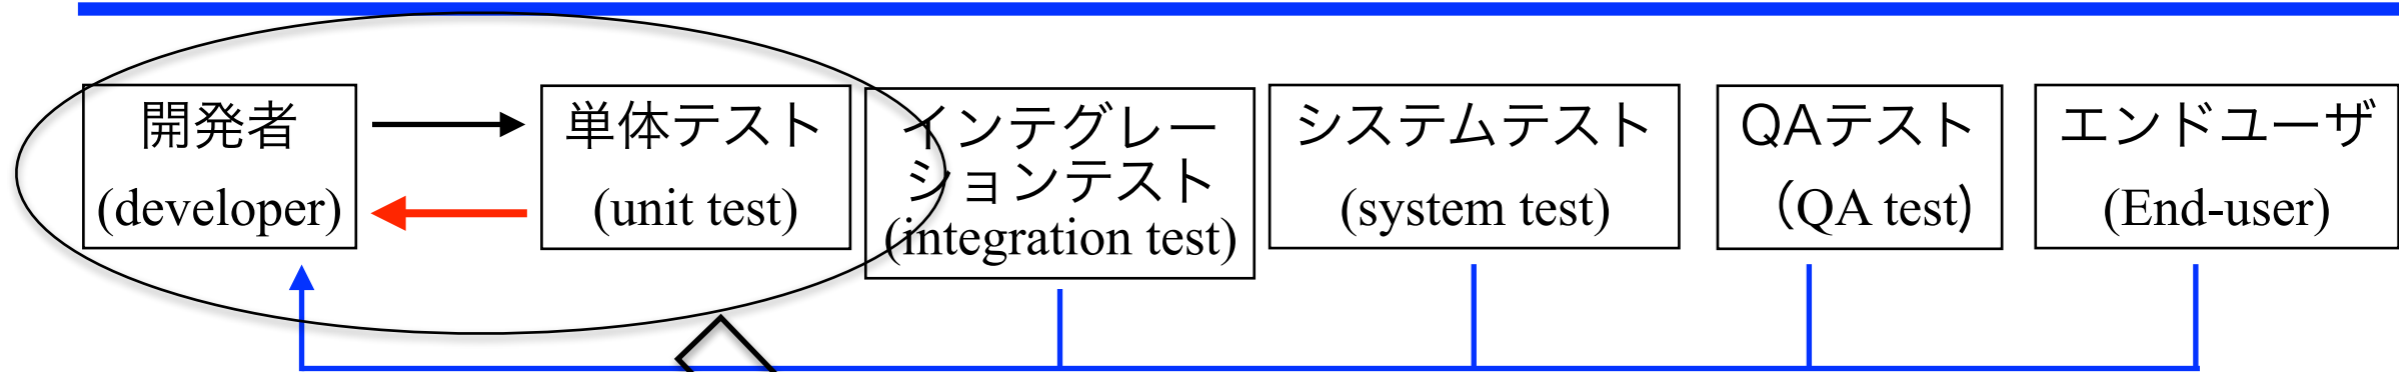 開発者
(developer)
単体テスト
(unit test)
インテグレー
ションテスト
(integration test)
システムテスト
(system test)
QAテスト
（QA test)
エンドユーザ
(End-user)